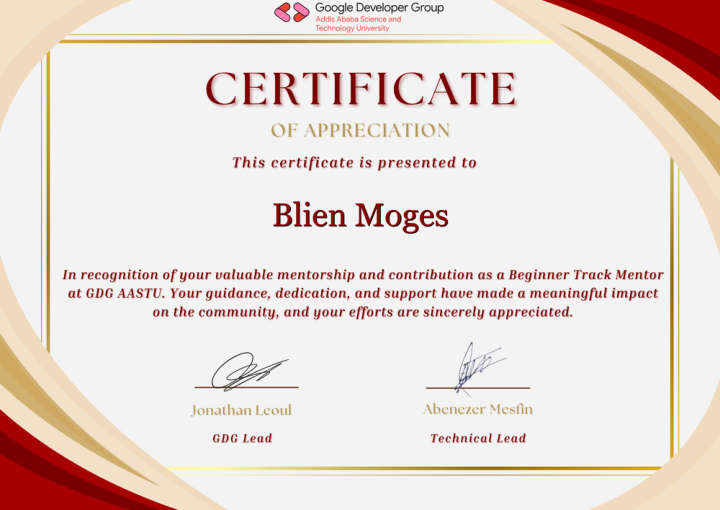 Google Developer Group
Addis Ababa Science and
Technology University
CERTIFICATE
OF APPRECIATION
This certificate is presented to
Blien Moges
In recognition of your valuable mentorship and contribution as a Beginner Track Mentor
at GDG AASTU. Your guidance, dedication, and support have made a meaningful impact
on the community, and your efforts are sincerely appreciated.
Jonathan Leoul
Abenezer Mesfin
GDG Lead
Technical Lead